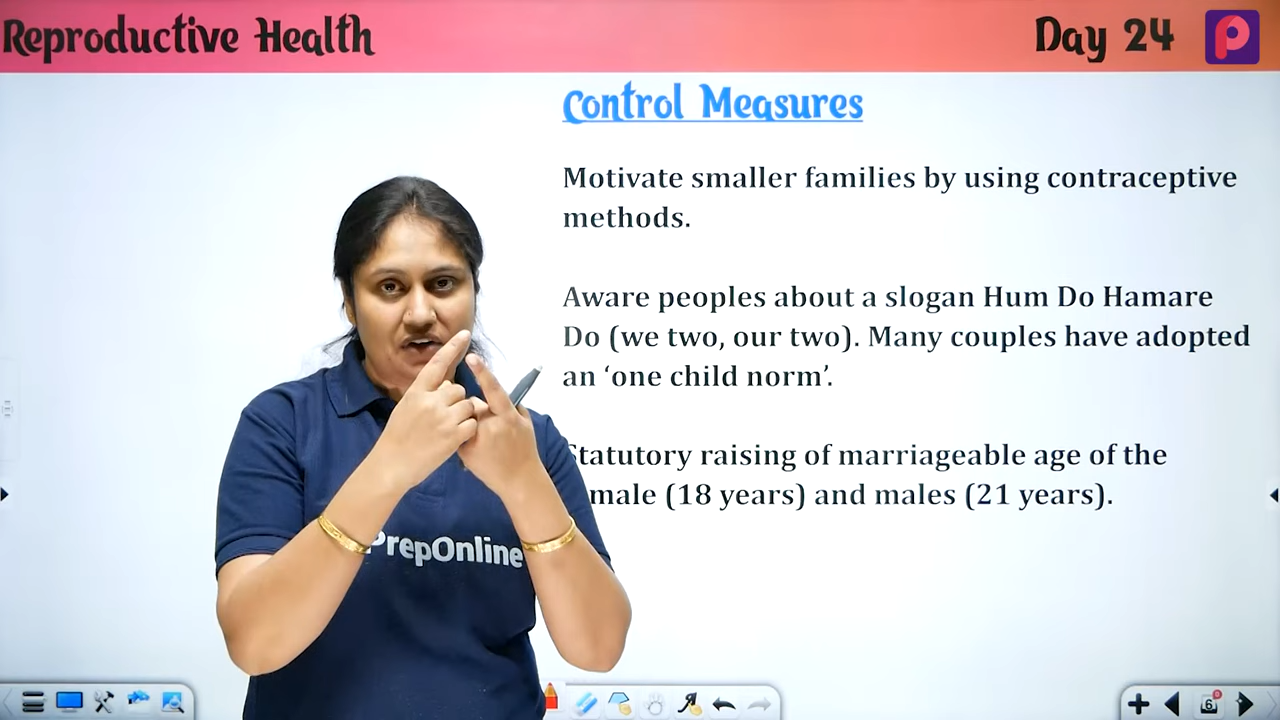 Reproductive Health
Day 24
Control Measures
Motivate smaller families by using contraceptive
methods.
Aware peoples about a slogan Hum Do Hamare
Do (we two, our two). Many couples have adopted
an ‘one child norm’.
Statutory raising of marriageable age of the
male (18 years) and males (21 years).
PrepOnline
6